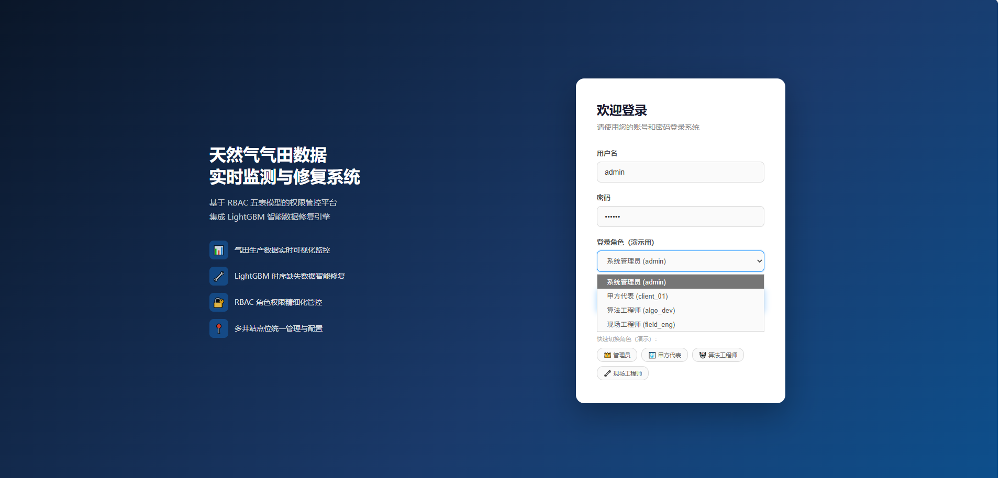 天然气气田数据
实时监测与修复系统
基于 RBAC 五表模型的权限管控平台
集成 LightGBM 智能数据修复引擎
气田生产数据实时可视化监控
LightGBM 时序缺失数据智能修复
RBAC 角色权限精细化管控
多井站点位统一管理与配置
欢迎登录
请使用您的账号和密码登录系统
用户名
admin
密码
••••••
登录角色（演示用）
系统管理员 (admin)
系统管理员 (admin)
甲方代表 (client_01)
算法工程师 (algo_dev)
现场工程师 (field_eng)
快速切换角色（演示）：
管理员
甲方代表
算法工程师
现场工程师